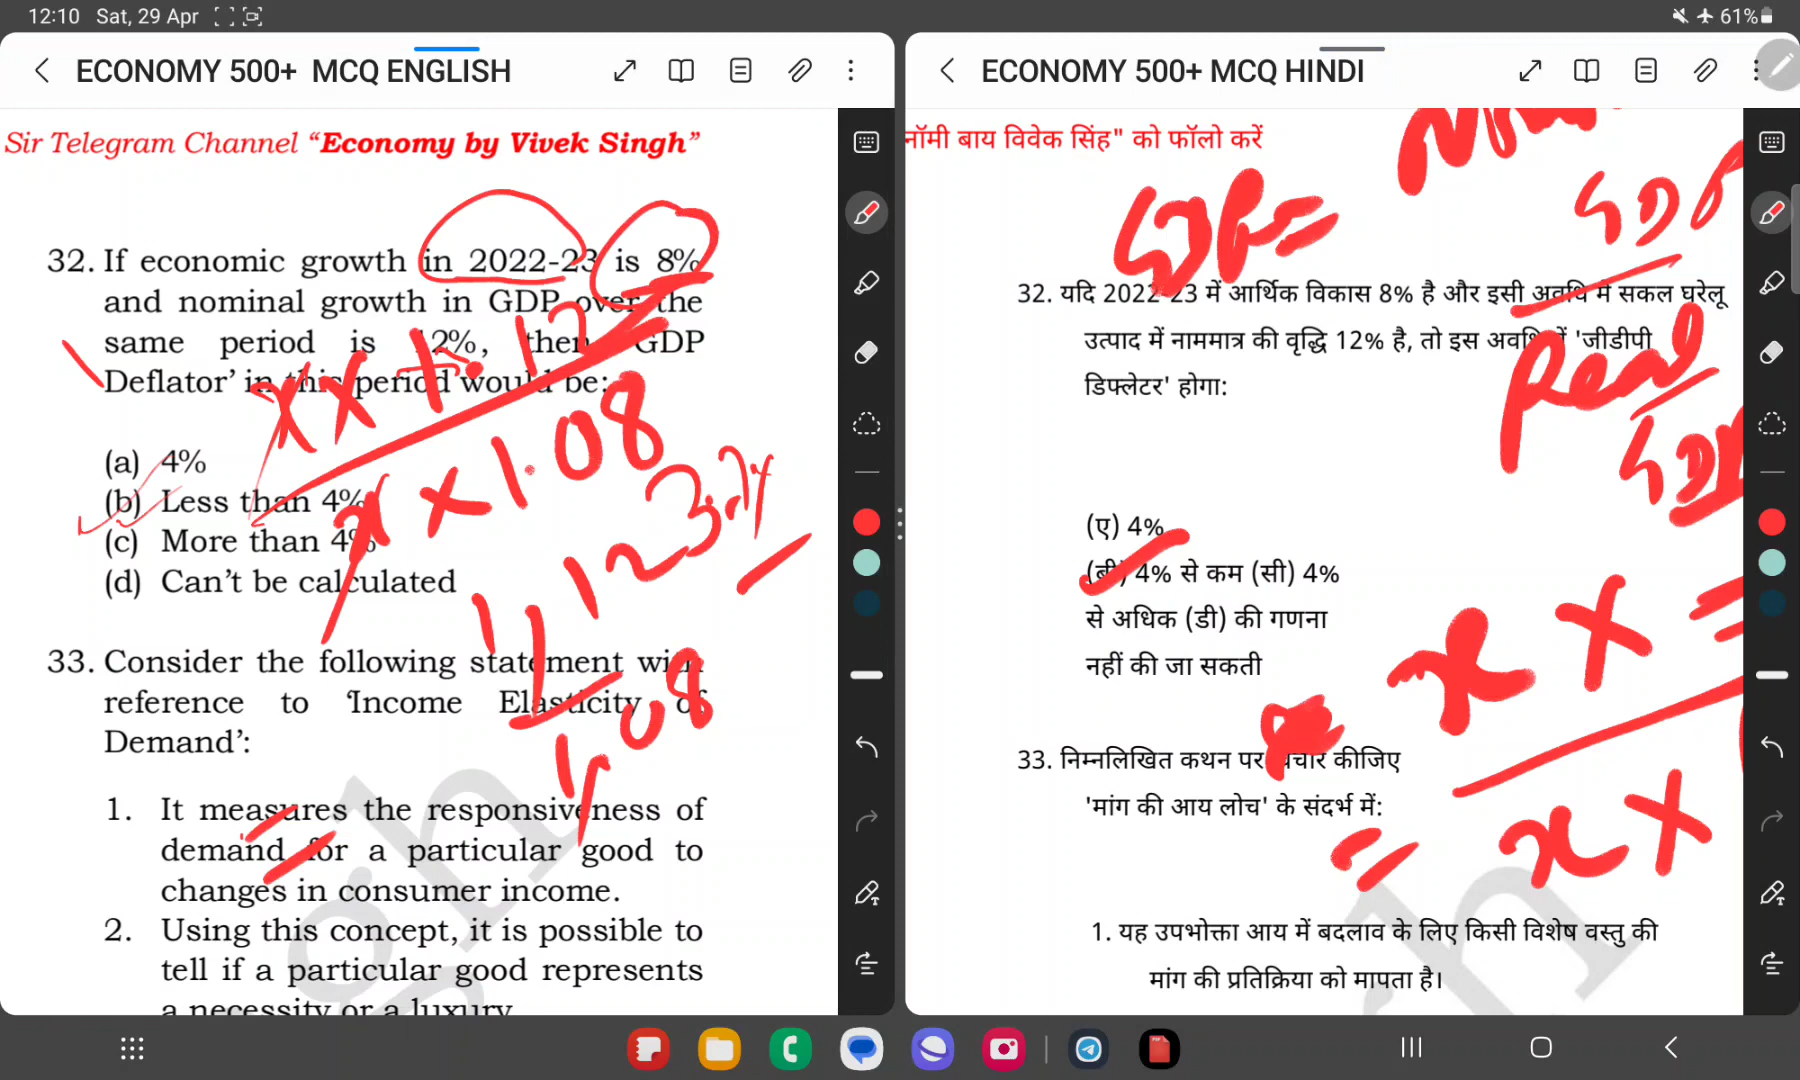 12:10 Sat, 29 Apr
61%
ECONOMY 500+ MCQ ENGLISH
Sir Telegram Channel “Economy by Vivek Singh”
32. If economic growth in 2022-23 is 8%
and nominal growth in GDP over the
same period is 12%, then GDP
Deflator’ in this period would be:
(a) 4%
(b) Less than 4%
(c) More than 4%
(d) Can’t be calculated
33. Consider the following statement with
reference to ‘Income Elasticity of
Demand’:
1. It measures the responsiveness of
demand for a particular good to
changes in consumer income.
2. Using this concept, it is possible to
tell if a particular good represents
a necessity or a luxury
x × 1.08
1.08
ECONOMY 500+ MCQ HINDI
नॉमी बाय विवेक सिंह" को फॉलो करें
GDP
Real
32. यदि 2022-23 में आर्थिक विकास 8% है और इसी अवधि में सकल घरेलू
उत्पाद में नाममात्र की वृद्धि 12% है, तो इस अवधि में 'जीडीपी
डिफ्लेटर' होगा:
(ए) 4%
(बी) 4% से कम (सी) 4%
से अधिक (डी) की गणना
नहीं की जा सकती
33. निम्नलिखित कथन पर विचार कीजिए
'मांग की आय लोच' के संदर्भ में:
1. यह उपभोक्ता आय में बदलाव के लिए किसी विशेष वस्तु की
मांग की प्रतिक्रिया को मापता है।